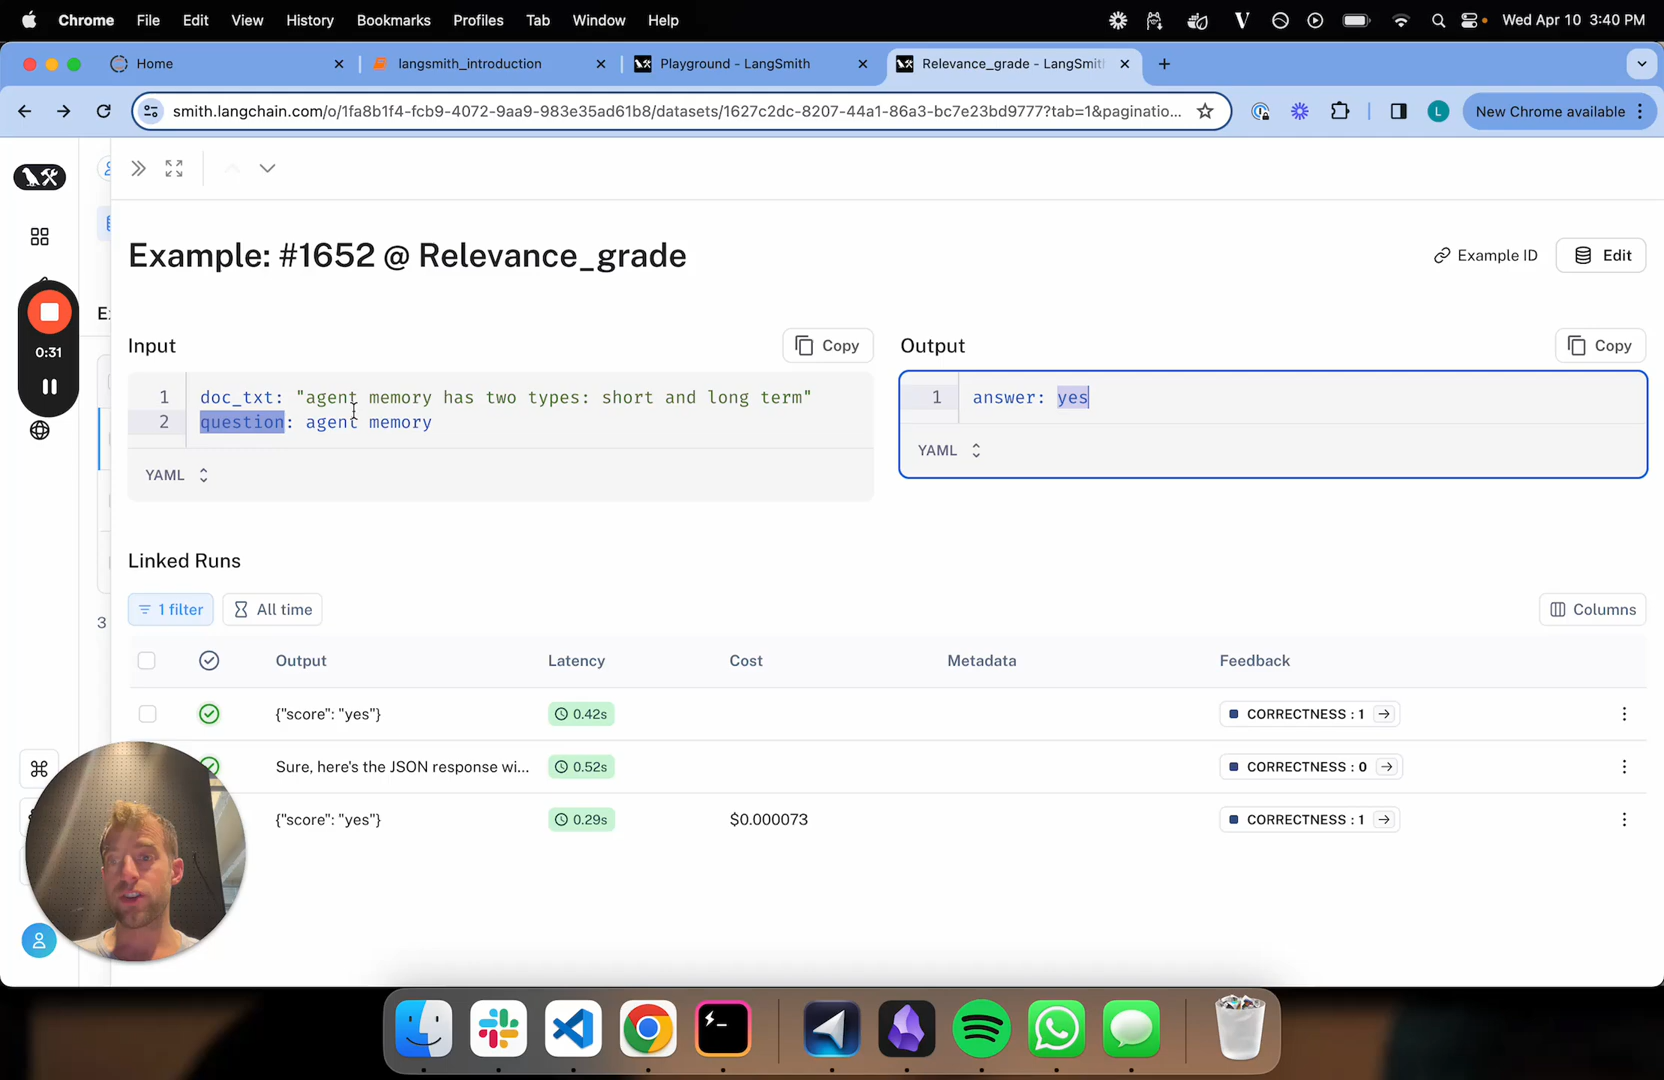 Chrome File Edit View History Bookmarks Profiles Tab Window Help Wed Apr 10 3:40 PM
Home langsmith_introduction Playground - LangSmith Relevance_grade - LangSmith
smith.langchain.com/o/1fa8b1f4-fcb9-4072-9aa9-983e35ad61b8/datasets/1627c2dc-8207-44a1-86a3-bc7e23bd9777?tab=1&paginatio... L New Chrome available
Example: #1652 @ Relevance_grade
Example ID Edit
0:31
Input Copy Output Copy
1 doc_txt: "agent memory has two types: short and long term"
2 question: agent memory
YAML
1 answer: yes
YAML
Linked Runs
1 filter All time Columns
3
Output Latency Cost Metadata Feedback
{"score": "yes"} 0.42s CORRECTNESS : 1
Sure, here's the JSON response wi... 0.52s CORRECTNESS : 0
{"score": "yes"} 0.29s $0.000073 CORRECTNESS : 1